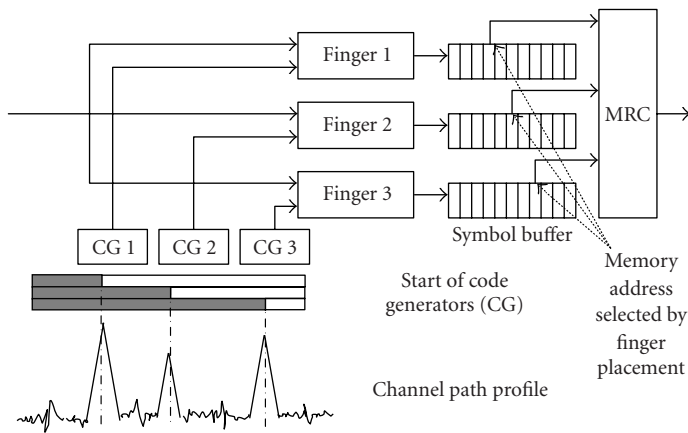 Finger 1
Finger 2
Finger 3
MRC
CG 1
CG 2
CG 3
Symbol buffer
Start of code
generators (CG)
Memory
address
selected by
finger
placement
Channel path profile